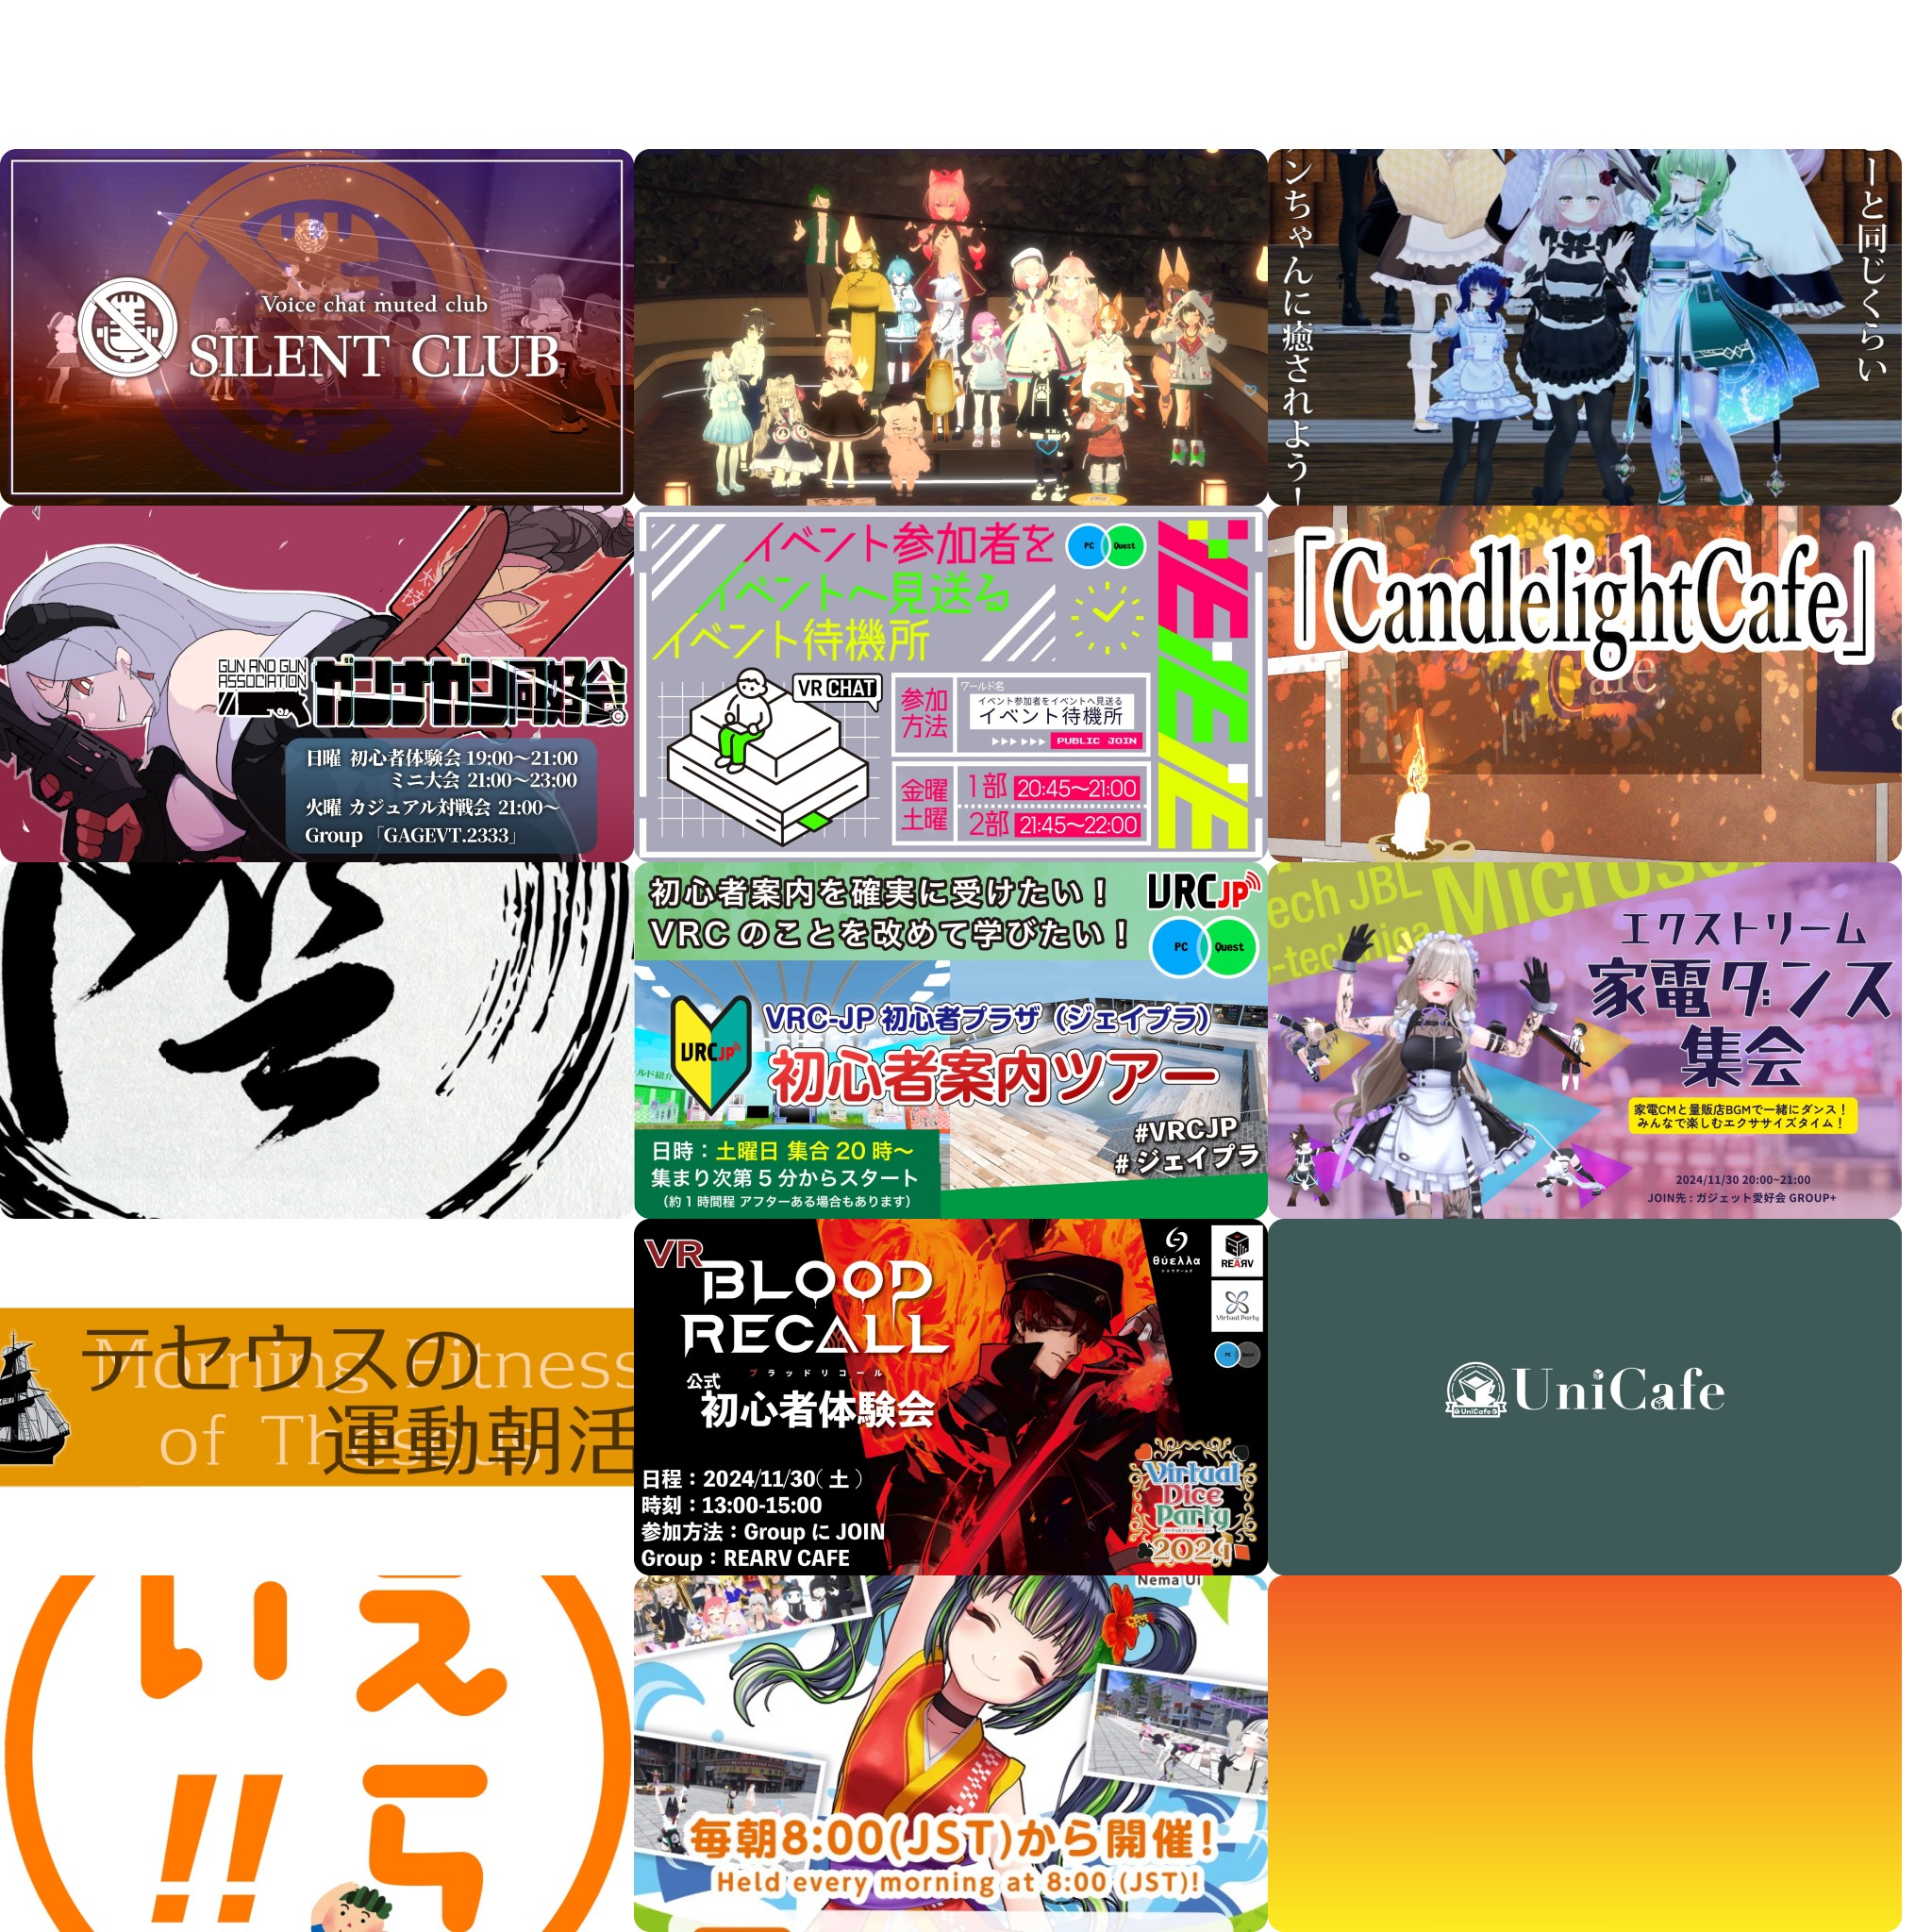 Voice chat muted club
SILENT CLUB
ーと同じくらい
ンちゃんに癒されよう！
GUN AND GUN
ASSOCIATION
ガンナガン同好会
日曜 初心者体験会 19:00〜21:00
ミニ大会 21:00〜23:00
火曜 カジュアル対戦会 21:00〜
Group 「GAGEVT.2333」
イベント参加者を
イベントへ見送る
イベント待機所
PC
Quest
VR CHAT
参加
方法
ワールド名
イベント参加者をイベントへ見送る
イベント待機所
PUBLIC JOIN
金曜
土曜
1部 20:45〜21:00
2部 21:45〜22:00
「CandlelightCafe」
Cafe
初心者案内を確実に受けたい！
VRC のことを改めて学びたい！
VRCJP
PC
Quest
VRC-JP 初心者プラザ（ジェイプラ）
VRCJP
初心者案内ツアー
ルド紹介
#VRCJP
# ジェイプラ
日時：土曜日 集合 20 時〜
集まり次第 5 分からスタート
（約 1 時間程 アフターある場合もあります）
ech JBL
Micros
-technica
エクストリーム
家電ダンス
集会
家電CMと量販店BGMで一緒にダンス！
みんなで楽しむエクササイズタイム！
2024/11/30 20:00~21:00
JOIN先 : ガジェット愛好会 GROUP+
テセウスの
Morning Fitness
of Theseus
運動朝活
VR
BLOOD
RECALL
ブラッドリコール
公式
初心者体験会
日程：2024/11/30（土）
時刻：13:00-15:00
参加方法：Group に JOIN
Group：REARV CAFE
θύελλα
REARV
Virtual Party
Virtual
Dice
Party
2024
UniCafe
UniCafe
いえ
!!ら
Nema Ui
毎朝8:00(JST)から開催！
Held every morning at 8:00 (JST)!